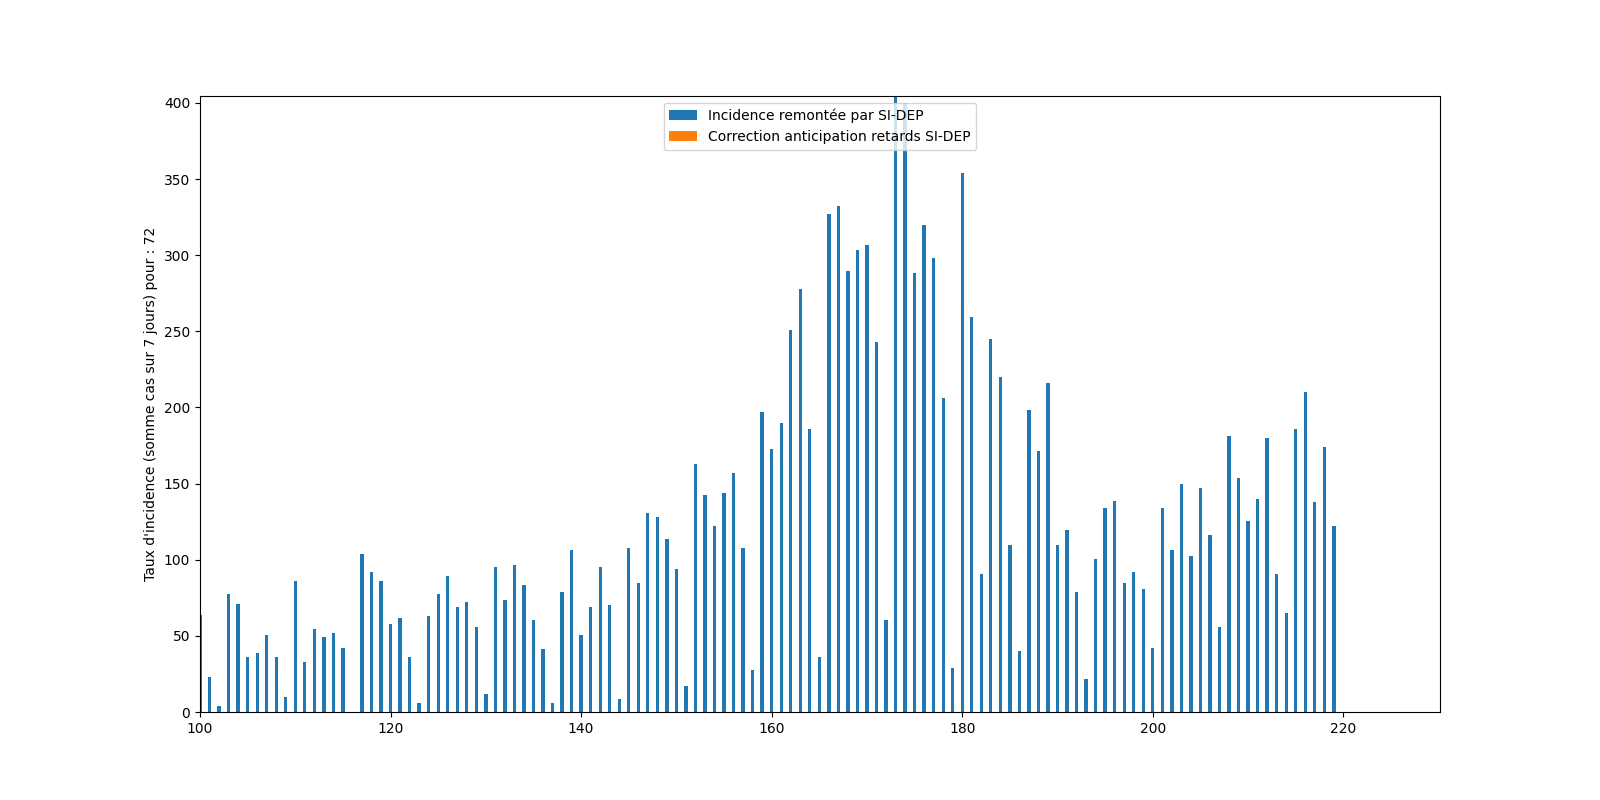 400
350
300
250
200
150
100
50
0
Taux d'incidence (somme cas sur 7 jours) pour : 72
Incidence remontée par SI-DEP
Correction anticipation retards SI-DEP
100 120 140 160 180 200 220